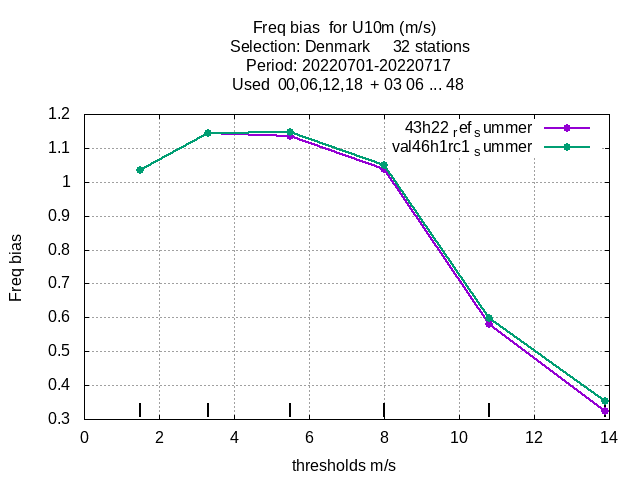 Freq bias  for U10m (m/s)
Selection: Denmark     32 stations
Period: 20220701-20220717
Used  00,06,12,18  + 03 06 ... 48
43h22 ref summer
val46h1rc1 summer
1.2
1.1
1
0.9
0.8
0.7
0.6
0.5
0.4
0.3
Freq bias
0 2 4 6 8 10 12 14
thresholds m/s